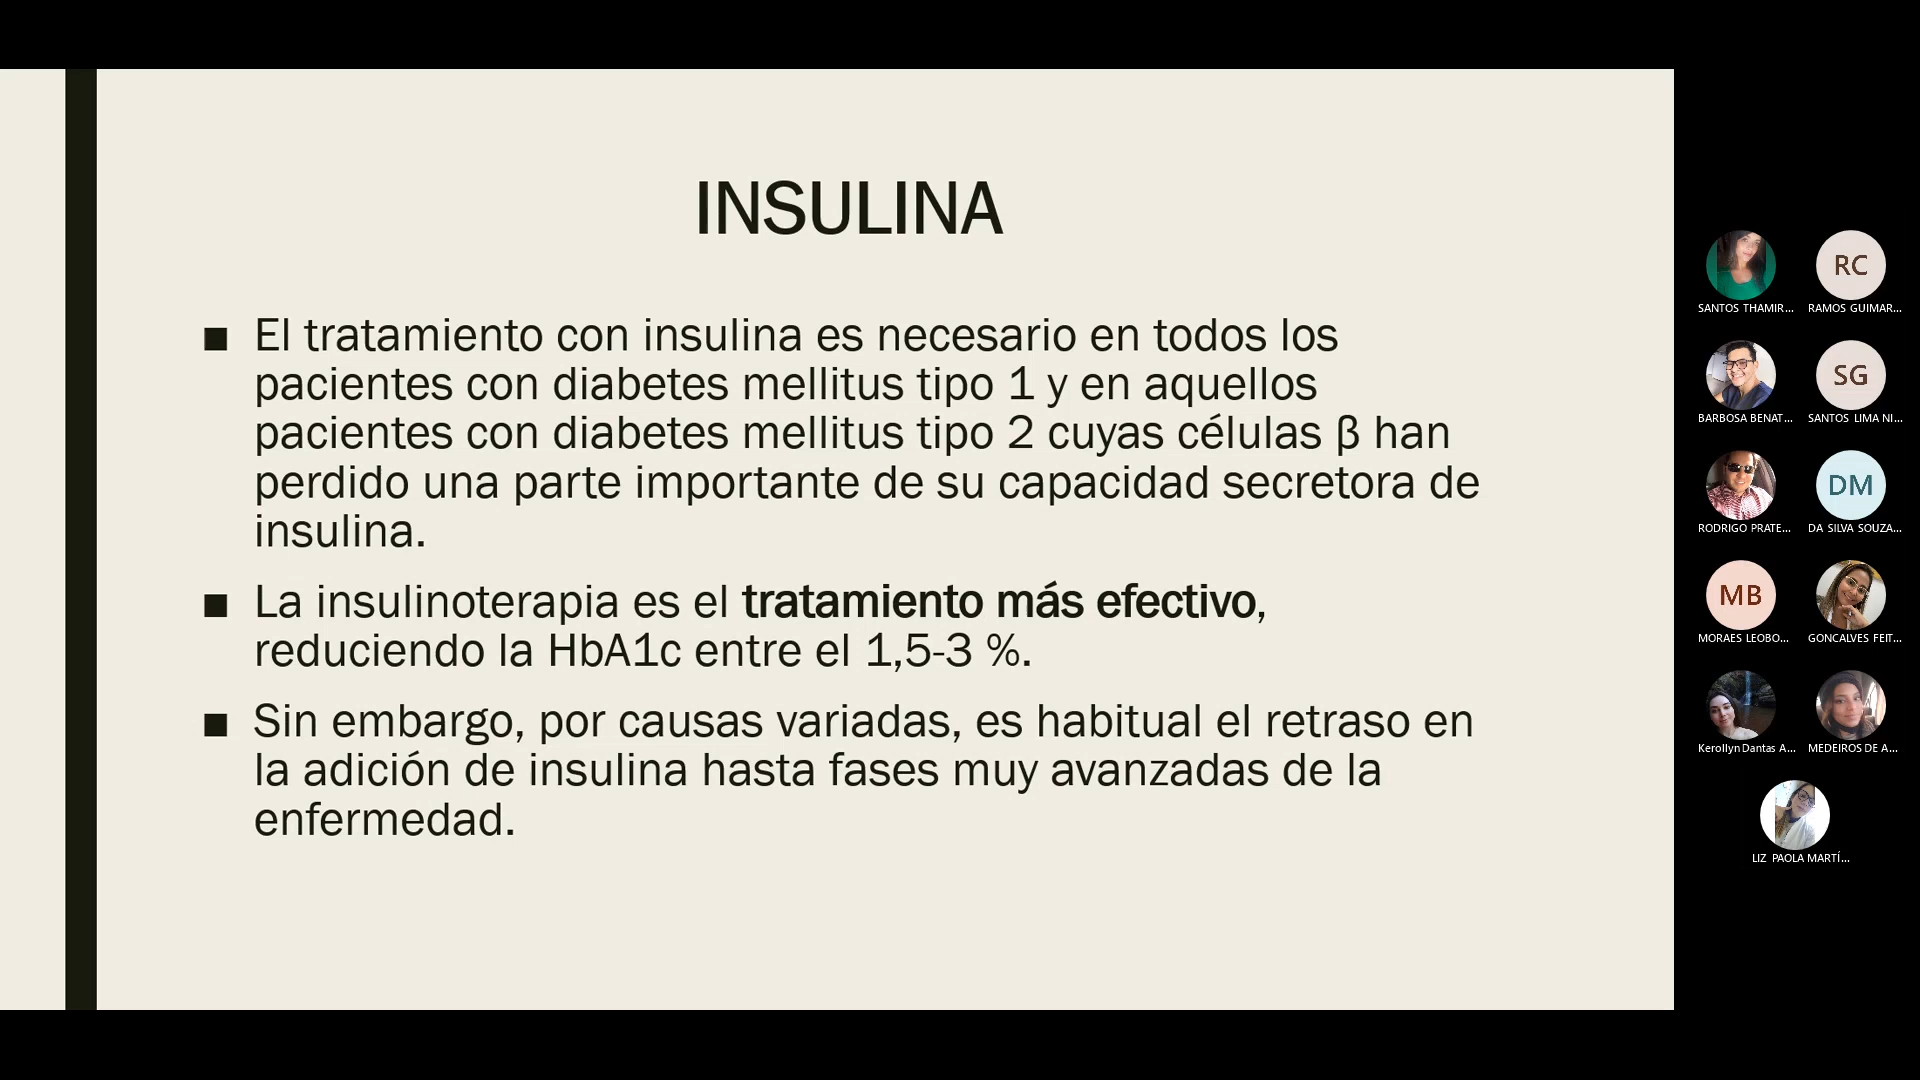 INSULINA
■ El tratamiento con insulina es necesario en todos los
pacientes con diabetes mellitus tipo 1 y en aquellos
pacientes con diabetes mellitus tipo 2 cuyas células β han
perdido una parte importante de su capacidad secretora de
insulina.
■ La insulinoterapia es el tratamiento más efectivo,
reduciendo la HbA1c entre el 1,5-3 %.
■ Sin embargo, por causas variadas, es habitual el retraso en
la adición de insulina hasta fases muy avanzadas de la
enfermedad.
RC
SANTOS THAMIR...
RAMOS GUIMAR...
SG
BARBOSA BENAT...
SANTOS LIMA NI...
DM
RODRIGO PRATE...
DA SILVA SOUZA...
MB
MORAES LEOBO...
GONCALVES FEIT...
Kerollyn Dantas A...
MEDEIROS DE A...
LIZ PAOLA MARTÍ...